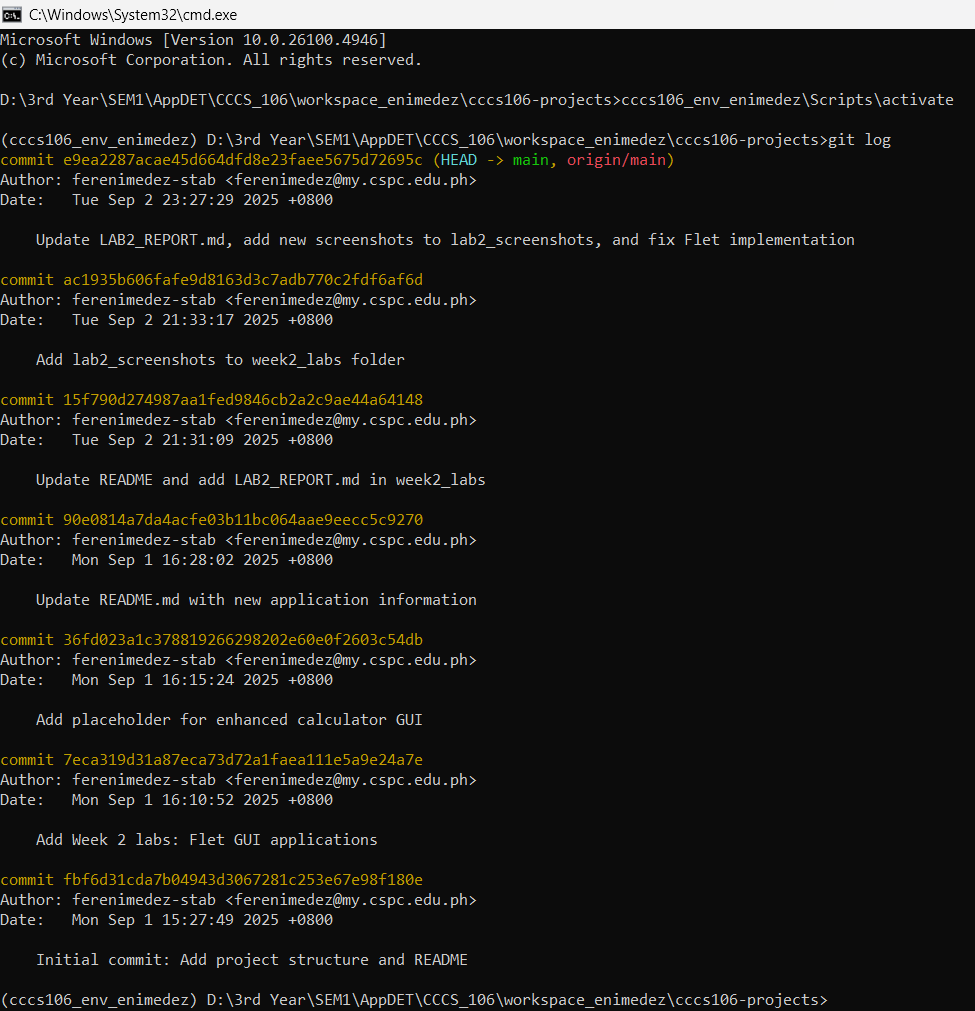 C:\Windows\System32\cmd.exe
Microsoft Windows [Version 10.0.26100.4946]
(c) Microsoft Corporation. All rights reserved.
D:\3rd Year\SEM1\AppDET\CCCS_106\workspace_enimedez\cccs106-projects>cccs106_env_enimedez\Scripts\activate
(cccs106_env_enimedez) D:\3rd Year\SEM1\AppDET\CCCS_106\workspace_enimedez\cccs106-projects>git log
commit e9ea2287acae45d664dfd8e23faee5675d72695c (HEAD -> main, origin/main)
Author: ferenimedez-stab <ferenimedez@my.cspc.edu.ph>
Date:   Tue Sep 2 23:27:29 2025 +0800
    Update LAB2_REPORT.md, add new screenshots to lab2_screenshots, and fix Flet implementation
commit ac1935b606fafe9d8163d3c7adb770c2fdf6af6d
Author: ferenimedez-stab <ferenimedez@my.cspc.edu.ph>
Date:   Tue Sep 2 21:33:17 2025 +0800
    Add lab2_screenshots to week2_labs folder
commit 15f790d274987aa1fed9846cb2a2c9ae44a64148
Author: ferenimedez-stab <ferenimedez@my.cspc.edu.ph>
Date:   Tue Sep 2 21:31:09 2025 +0800
    Update README and add LAB2_REPORT.md in week2_labs
commit 90e0814a7da4acfe03b11bc064aae9eecc5c9270
Author: ferenimedez-stab <ferenimedez@my.cspc.edu.ph>
Date:   Mon Sep 1 16:28:02 2025 +0800
    Update README.md with new application information
commit 36fd023a1c378819266298202e60e0f2603c54db
Author: ferenimedez-stab <ferenimedez@my.cspc.edu.ph>
Date:   Mon Sep 1 16:15:24 2025 +0800
    Add placeholder for enhanced calculator GUI
commit 7eca319d31a87eca73d72a1faea111e5a9e24a7e
Author: ferenimedez-stab <ferenimedez@my.cspc.edu.ph>
Date:   Mon Sep 1 16:10:52 2025 +0800
    Add Week 2 labs: Flet GUI applications
commit fbf6d31cda7b04943d3067281c253e67e98f180e
Author: ferenimedez-stab <ferenimedez@my.cspc.edu.ph>
Date:   Mon Sep 1 15:27:49 2025 +0800
    Initial commit: Add project structure and README
(cccs106_env_enimedez) D:\3rd Year\SEM1\AppDET\CCCS_106\workspace_enimedez\cccs106-projects>